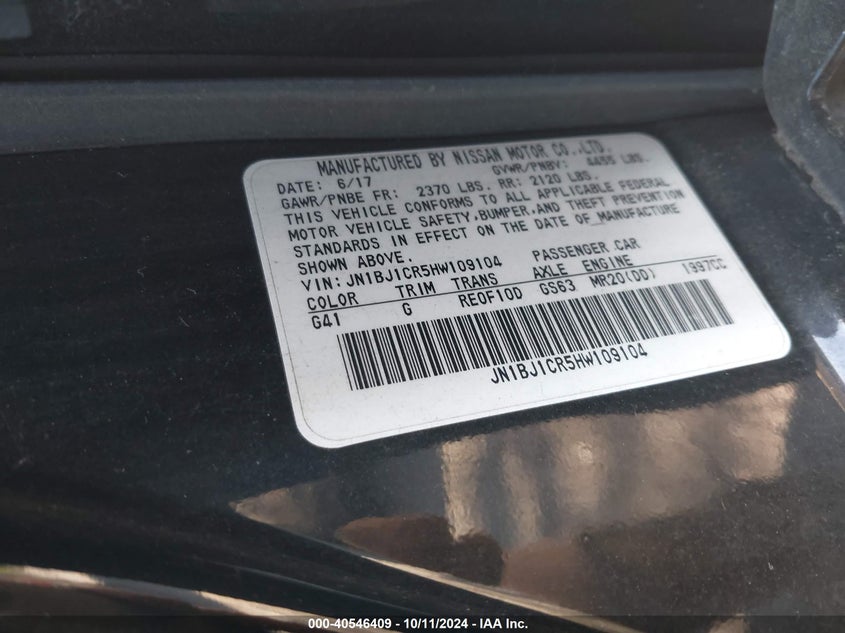 MANUFACTURED BY NISSAN MOTOR CO.,LTD.
DATE: 6/17 GVWR/PNBV: 4455 LBS.
GAWR/PNBE FR: 2370 LBS. RR: 2120 LBS.
THIS VEHICLE CONFORMS TO ALL APPLICABLE FEDERAL
MOTOR VEHICLE SAFETY,BUMPER,AND THEFT PREVENTION
STANDARDS IN EFFECT ON THE DATE OF MANUFACTURE
SHOWN ABOVE.
VIN: JN1BJ1CR5HW109104 PASSENGER CAR
COLOR TRIM TRANS AXLE ENGINE
G41 G RE0F10D GS63 MR20(DD) 1997CC
JN1BJ1CR5HW109104
000-40546409 - 10/11/2024 - IAA Inc.